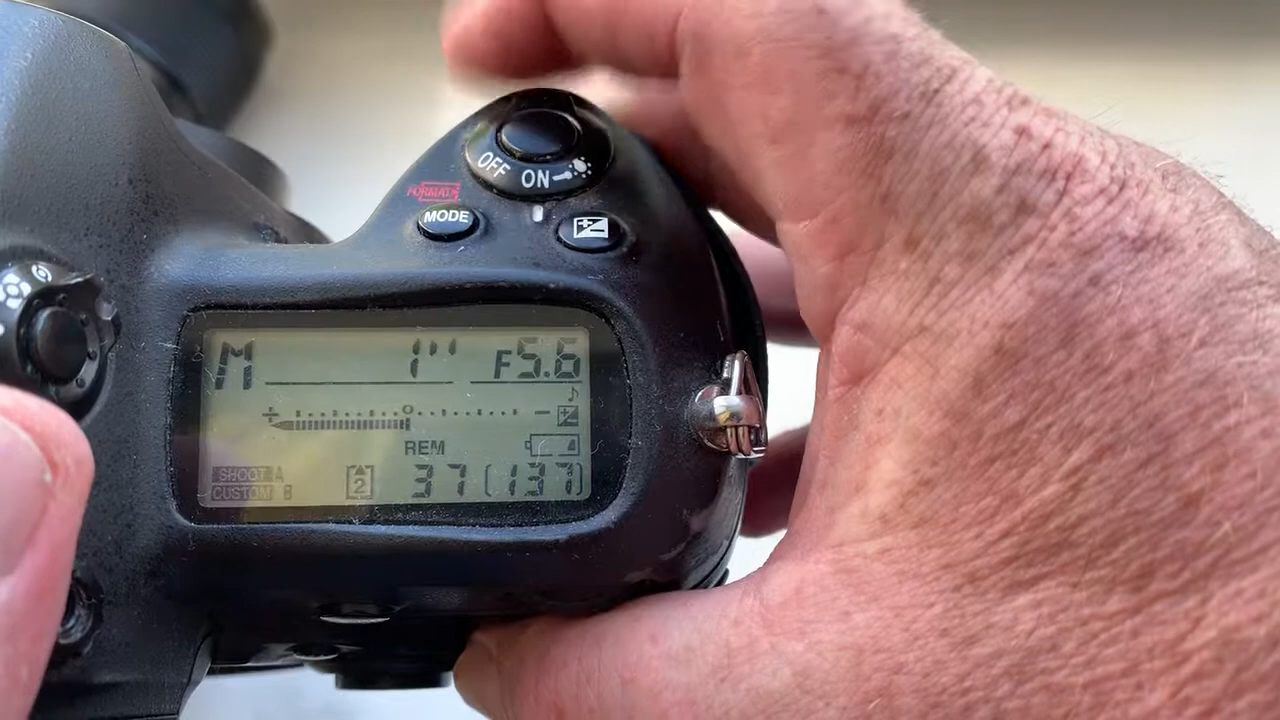 OFF ON
FORMAT
MODE
M 1'' F5.6
REM
SHOOT A
CUSTOM B
2 37 (137)